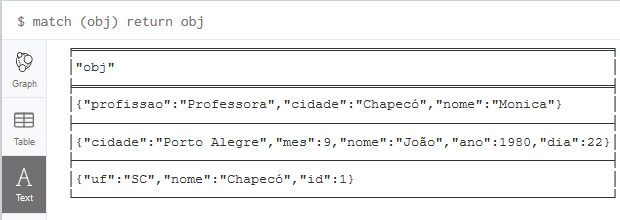 $ match (obj) return obj
"obj"
Graph
{"profissao":"Professora","cidade":"Chapecó","nome":"Monica"}
Table
{"cidade":"Porto Alegre","mes":9,"nome":"João","ano":1980,"dia":22}
Text
{"uf":"SC","nome":"Chapecó","id":1}